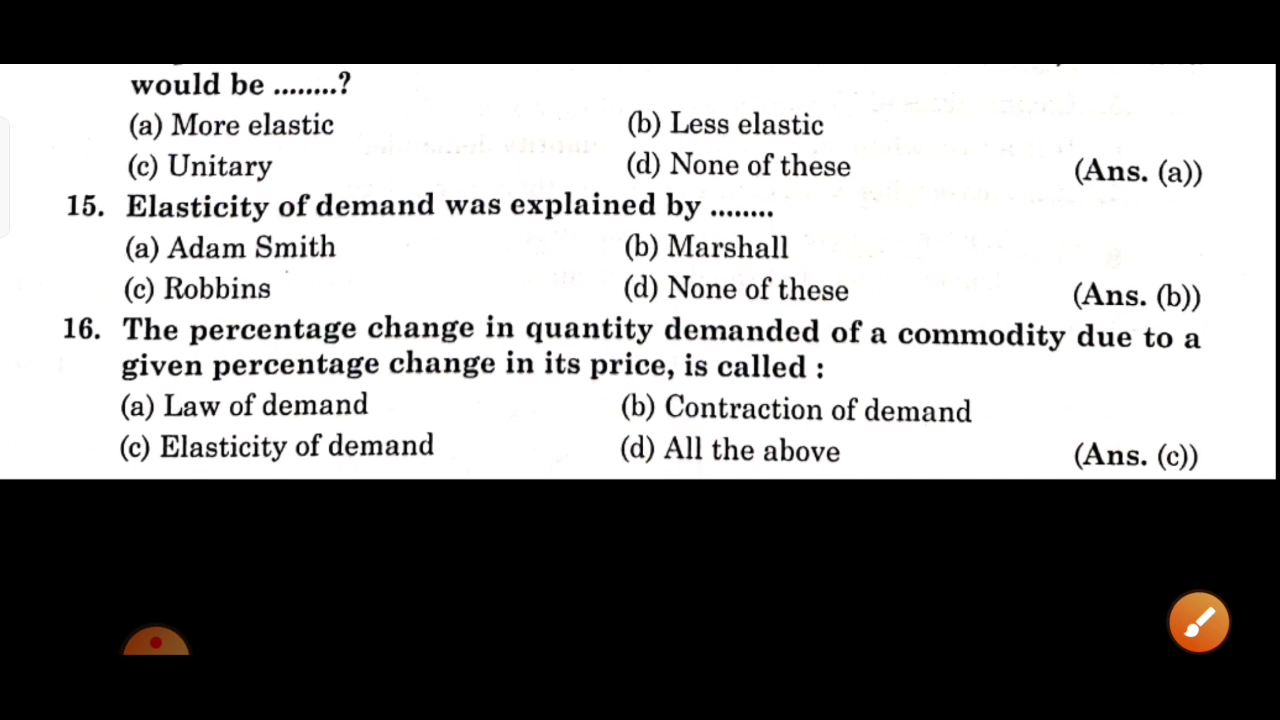 would be ........?
(a) More elastic (b) Less elastic
(c) Unitary (d) None of these (Ans. (a))
15. Elasticity of demand was explained by ........
(a) Adam Smith (b) Marshall
(c) Robbins (d) None of these (Ans. (b))
16. The percentage change in quantity demanded of a commodity due to a
given percentage change in its price, is called :
(a) Law of demand (b) Contraction of demand
(c) Elasticity of demand (d) All the above (Ans. (c))